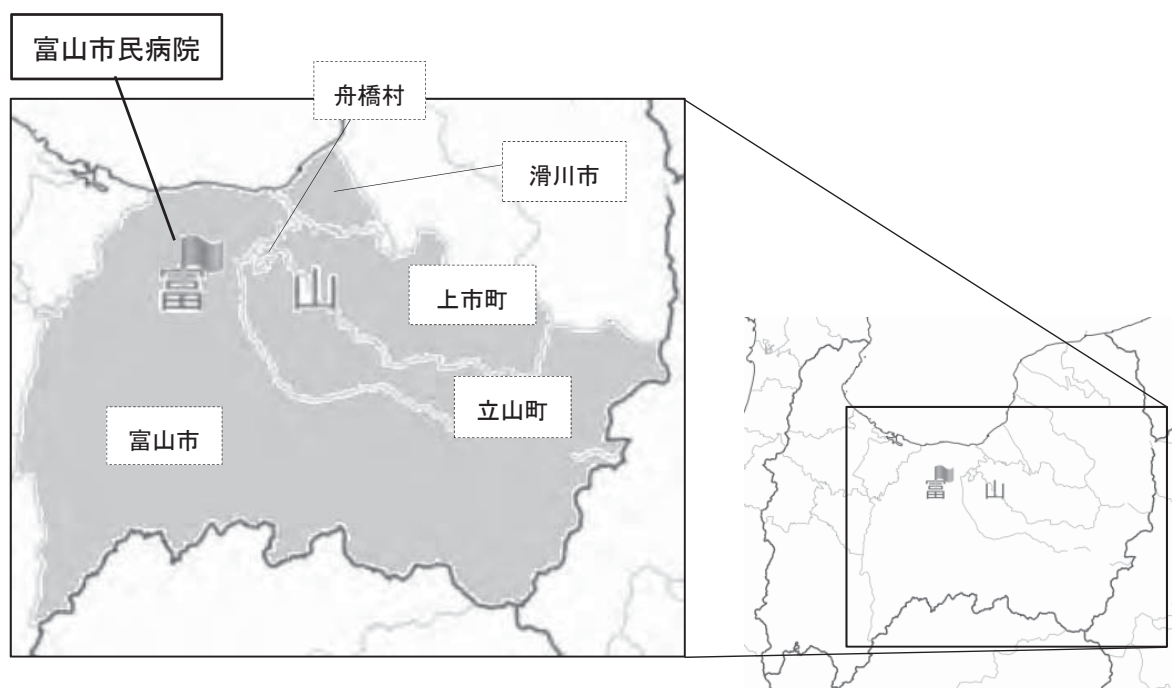 富山市民病院
舟橋村
滑川市
富　山
上市町
立山町
富山市
富　山